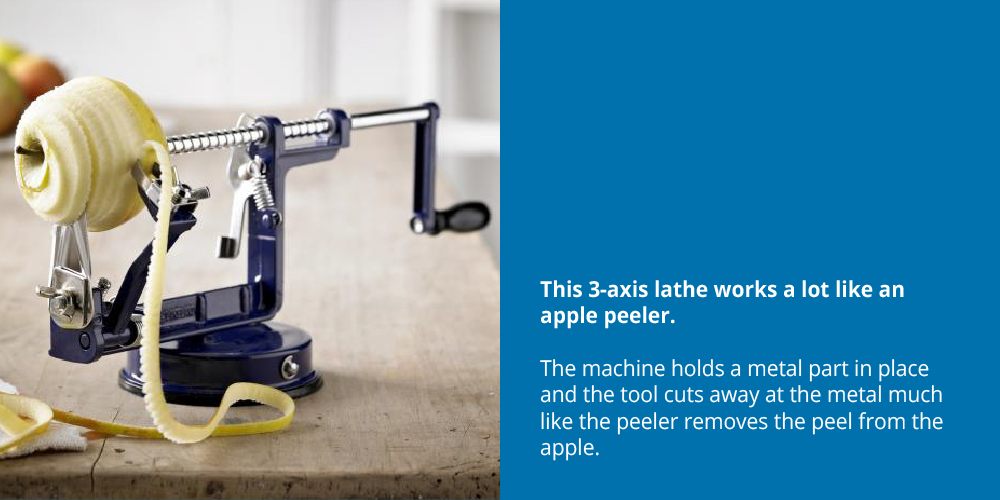 This 3-axis lathe works a lot like an
apple peeler.
The machine holds a metal part in place
and the tool cuts away at the metal much
like the peeler removes the peel from the
apple.